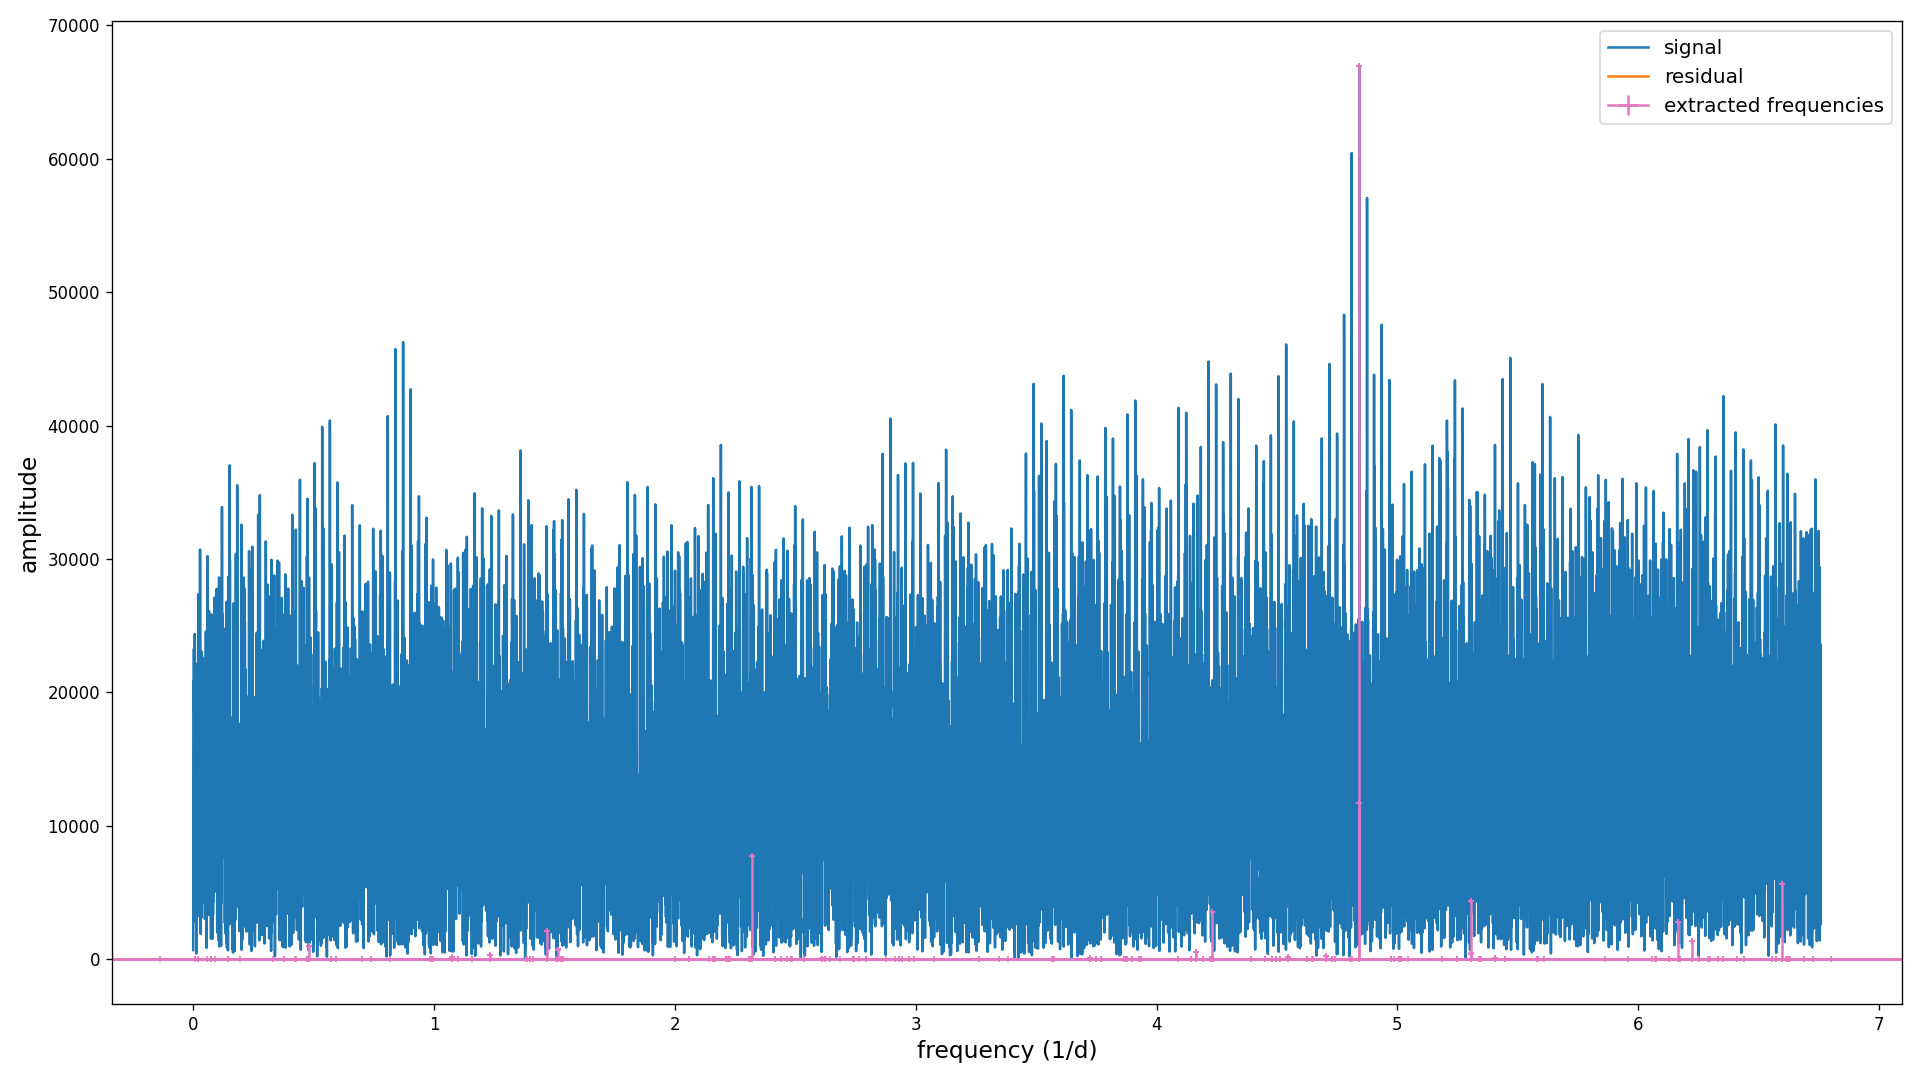 70000
60000
50000
40000
30000
20000
10000
0
amplitude
0 1 2 3 4 5 6 7
frequency (1/d)
signal
residual
extracted frequencies